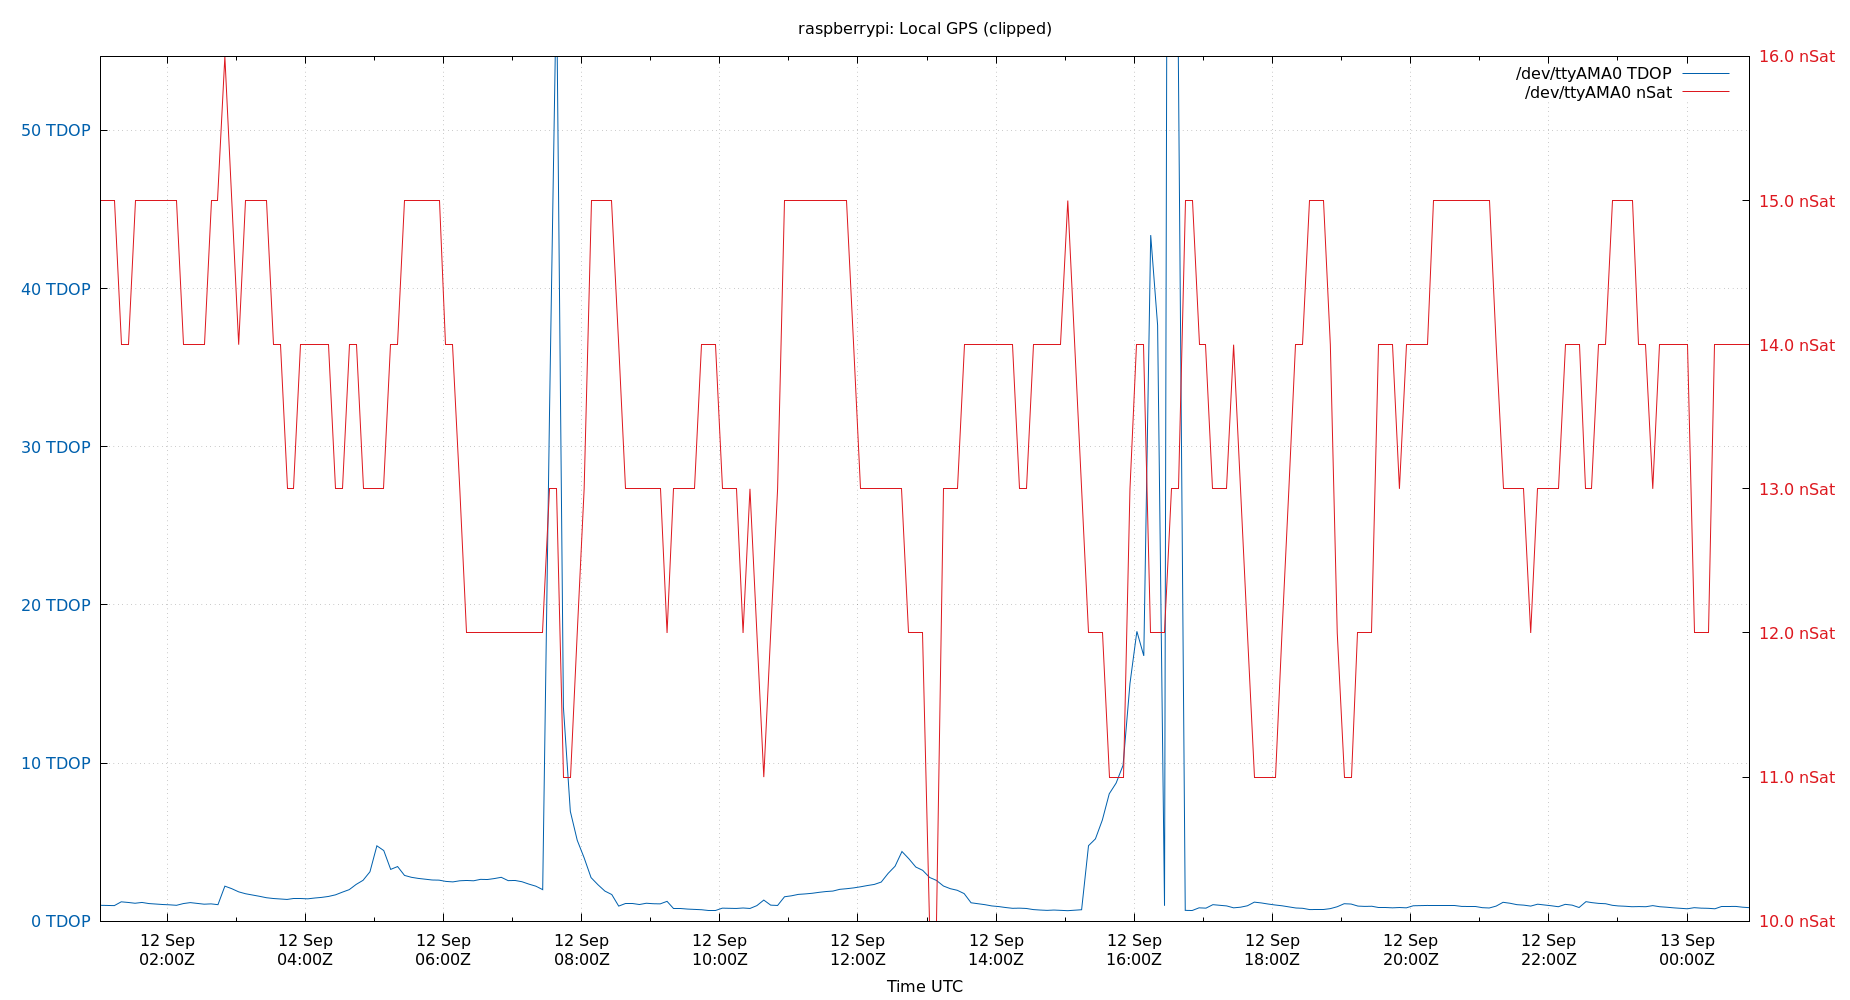 raspberrypi: Local GPS (clipped)
16.0 nSat
/dev/ttyAMA0 TDOP
/dev/ttyAMA0 nSat
50 TDOP
15.0 nSat
40 TDOP
14.0 nSat
30 TDOP
13.0 nSat
20 TDOP
12.0 nSat
10 TDOP
11.0 nSat
0 TDOP
10.0 nSat
12 Sep 12 Sep 12 Sep 12 Sep 12 Sep 12 Sep 12 Sep 12 Sep 12 Sep 12 Sep 12 Sep 13 Sep
02:00Z 04:00Z 06:00Z 08:00Z 10:00Z 12:00Z 14:00Z 16:00Z 18:00Z 20:00Z 22:00Z 00:00Z
Time UTC